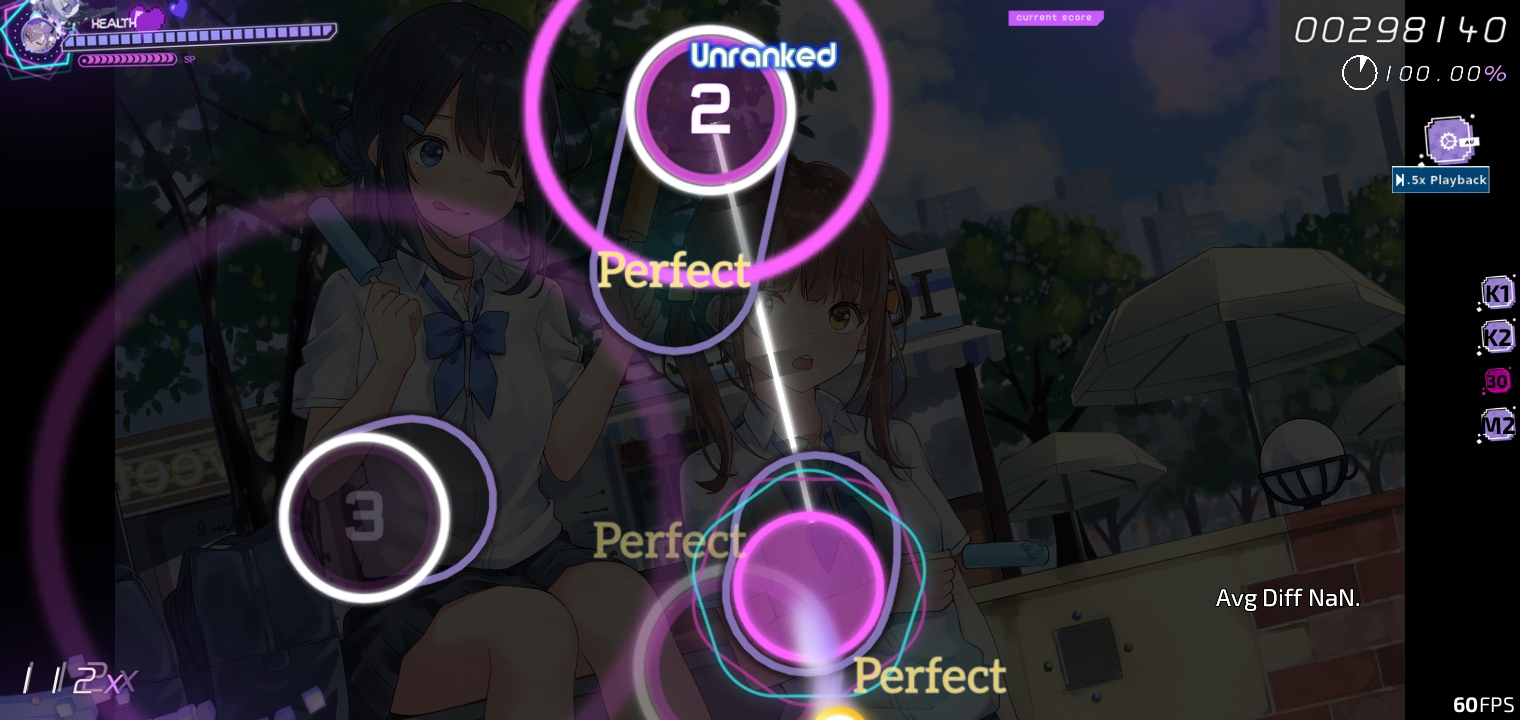 HEALTH
SP
current score
00298140
100.00%
Unranked
2
.5x Playback
Perfect
K1
K2
30
M2
3
Perfect
Avg Diff NaN.
Perfect
112x
60FPS